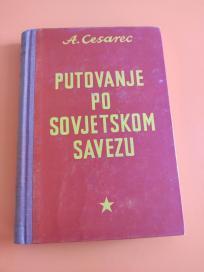 A. Cesarec
PUTOVANJE
PO
SOVJETSKOM
SAVEZU